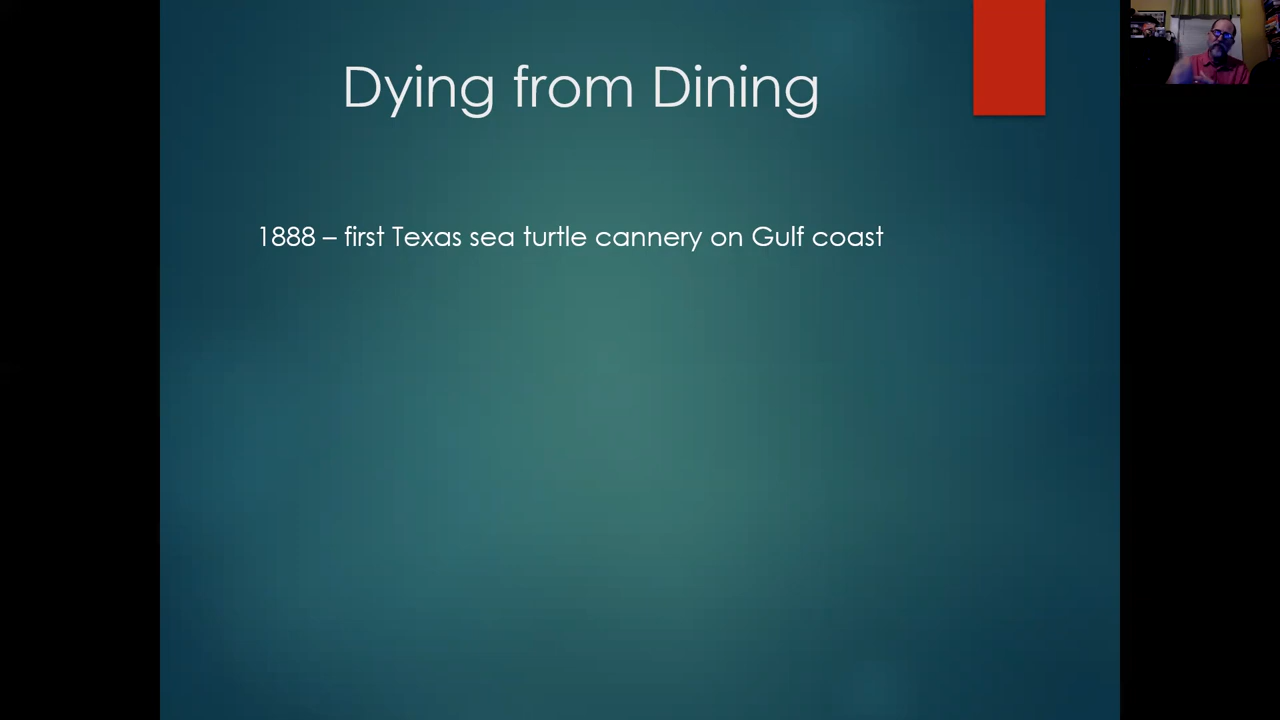 Dying from Dining
1888 – first Texas sea turtle cannery on Gulf coast